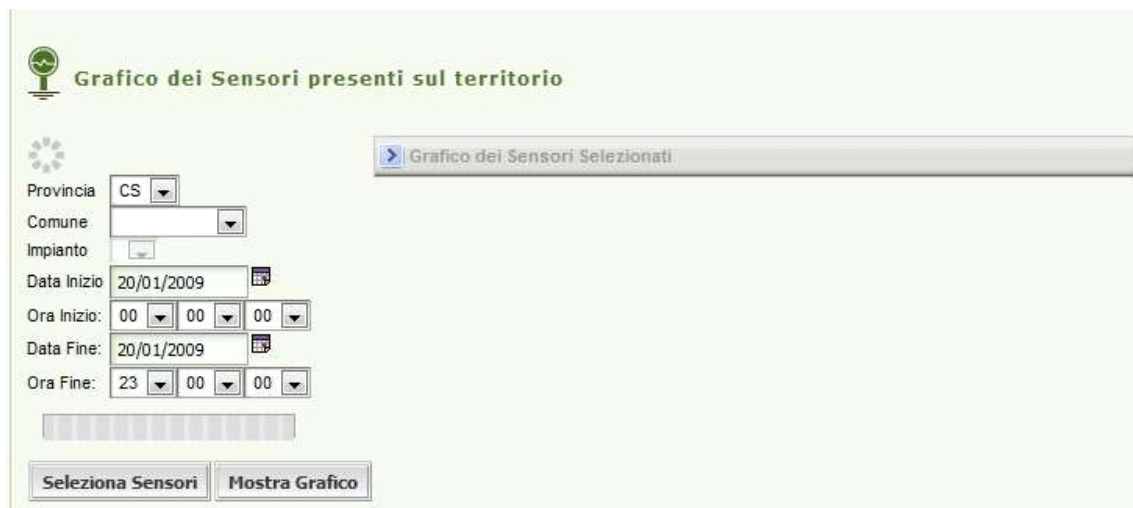 Grafico dei Sensori presenti sul territorio
Grafico dei Sensori Selezionati
Provincia CS
Comune
Impianto
Data Inizio 20/01/2009
Ora Inizio: 00 00 00
Data Fine: 20/01/2009
Ora Fine: 23 00 00
Seleziona Sensori Mostra Grafico